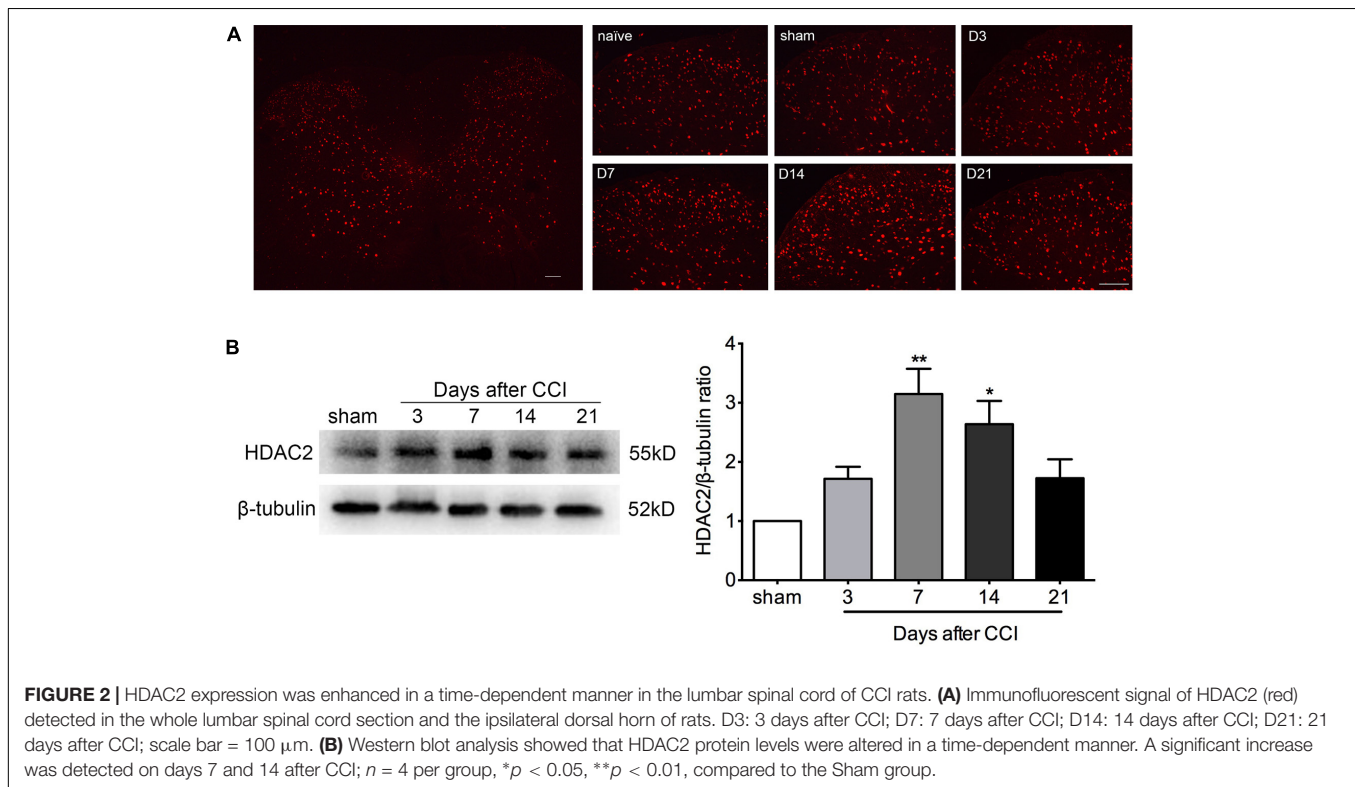 A
naïve
sham
D3
D7
D14
D21
B
Days after CCI
sham 3 7 14 21
HDAC2 55kD
β-tubulin 52kD
HDAC2/β-tubulin ratio
4
3
2
1
0
**
*
sham 3 7 14 21
Days after CCI
FIGURE 2 | HDAC2 expression was enhanced in a time-dependent manner in the lumbar spinal cord of CCI rats. (A) Immunofluorescent signal of HDAC2 (red)
detected in the whole lumbar spinal cord section and the ipsilateral dorsal horn of rats. D3: 3 days after CCI; D7: 7 days after CCI; D14: 14 days after CCI; D21: 21
days after CCI; scale bar = 100 μm. (B) Western blot analysis showed that HDAC2 protein levels were altered in a time-dependent manner. A significant increase
was detected on days 7 and 14 after CCI; n = 4 per group, *p < 0.05, **p < 0.01, compared to the Sham group.